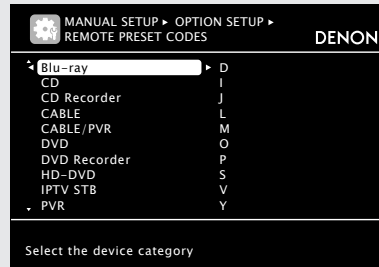 MANUAL SETUP ▸ OPTION SETUP ▸
REMOTE PRESET CODES
DENON
Blu-ray ▸ D
CD I
CD Recorder J
CABLE L
CABLE/PVR M
DVD O
DVD Recorder P
HD-DVD S
IPTV STB V
PVR Y
Select the device category